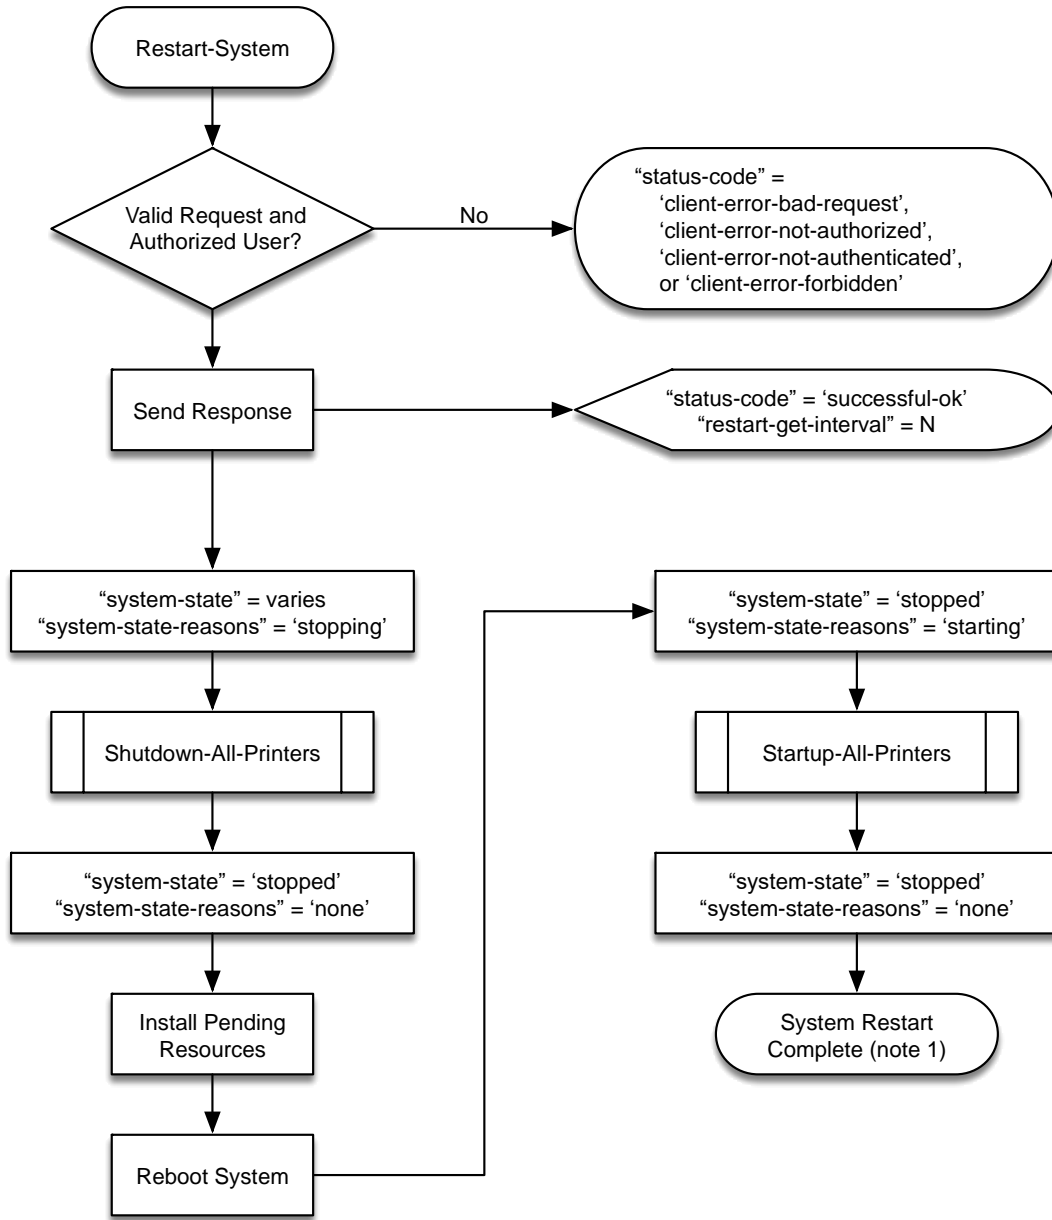 Restart-System
Valid Request and
Authorized User?
No
“status-code” =
‘client-error-bad-request’,
‘client-error-not-authorized’,
‘client-error-not-authenticated’,
or ‘client-error-forbidden’
Send Response
“status-code” = ‘successful-ok’
“restart-get-interval” = N
“system-state” = varies
“system-state-reasons” = ‘stopping’
Shutdown-All-Printers
“system-state” = ‘stopped’
“system-state-reasons” = ‘none’
Install Pending
Resources
Reboot System
“system-state” = ‘stopped’
“system-state-reasons” = ‘starting’
Startup-All-Printers
“system-state” = ‘stopped’
“system-state-reasons” = ‘none’
System Restart
Complete (note 1)